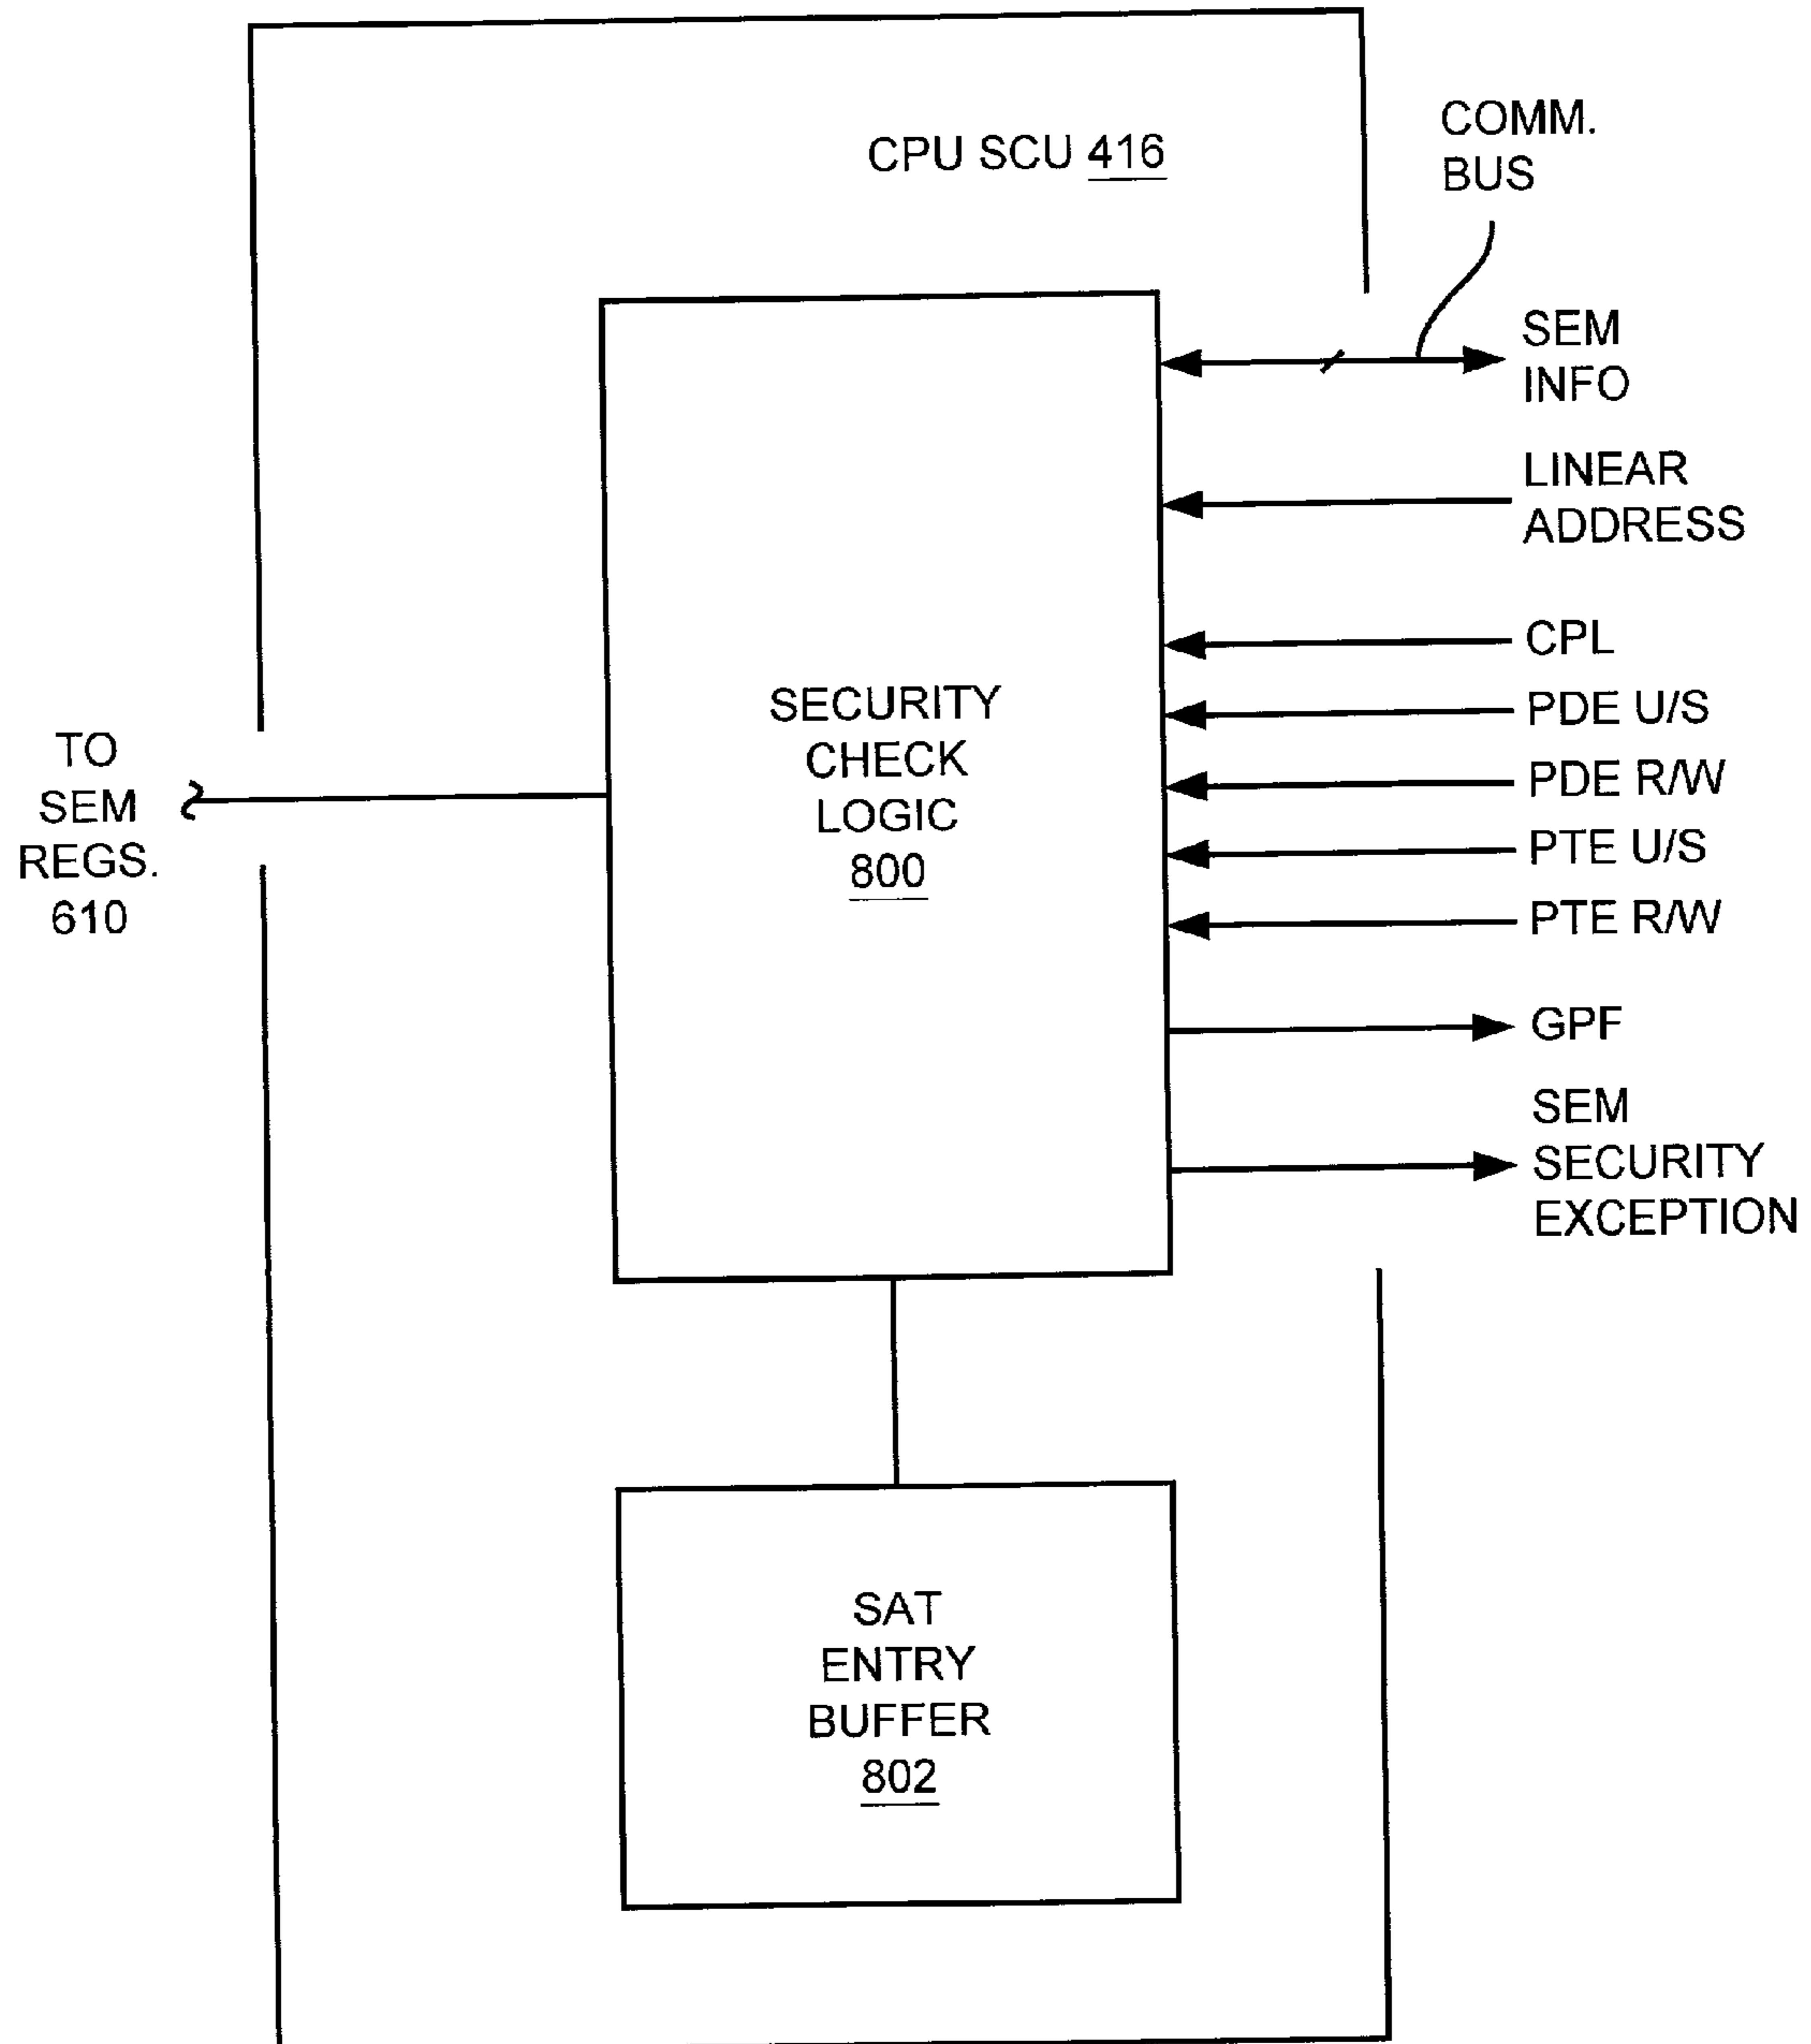 CPU SCU 416
COMM.
BUS
SEM
INFO
LINEAR
ADDRESS
CPL
PDE U/S
PDE R/W
PTE U/S
PTE R/W
GPF
SEM
SECURITY
EXCEPTION
SECURITY
CHECK
LOGIC
800
TO
SEM
REGS.
610
SAT
ENTRY
BUFFER
802